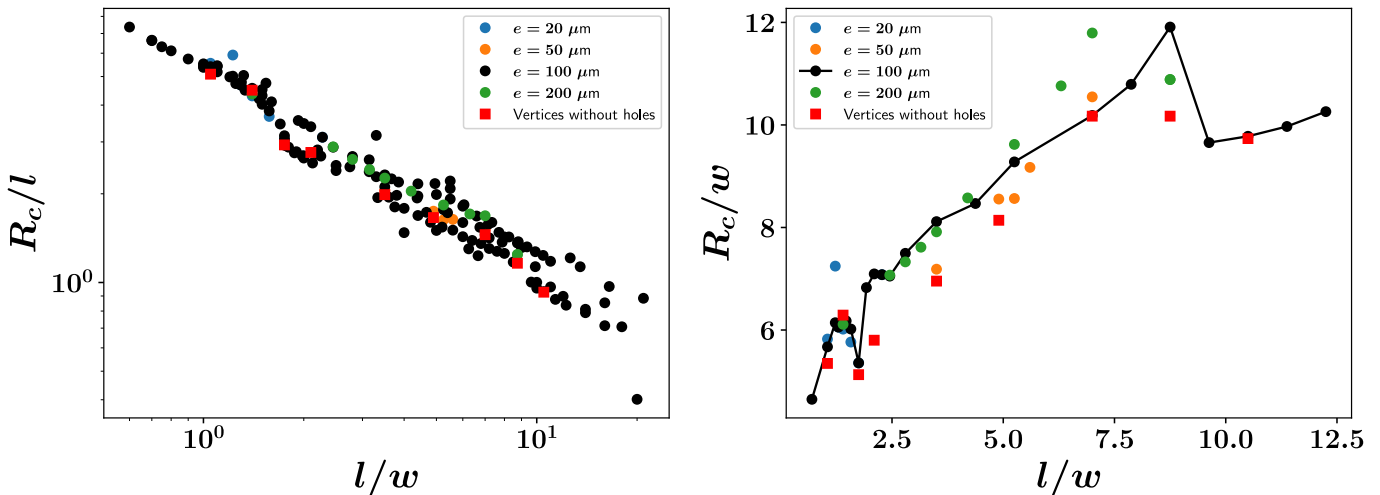 e = 20 μm
e = 50 μm
e = 100 μm
e = 200 μm
Vertices without holes
R_c/l
10^0
10^0
10^1
l/w
e = 20 μm
e = 50 μm
e = 100 μm
e = 200 μm
Vertices without holes
R_c/w
12
10
8
6
2.5
5.0
7.5
10.0
12.5
l/w